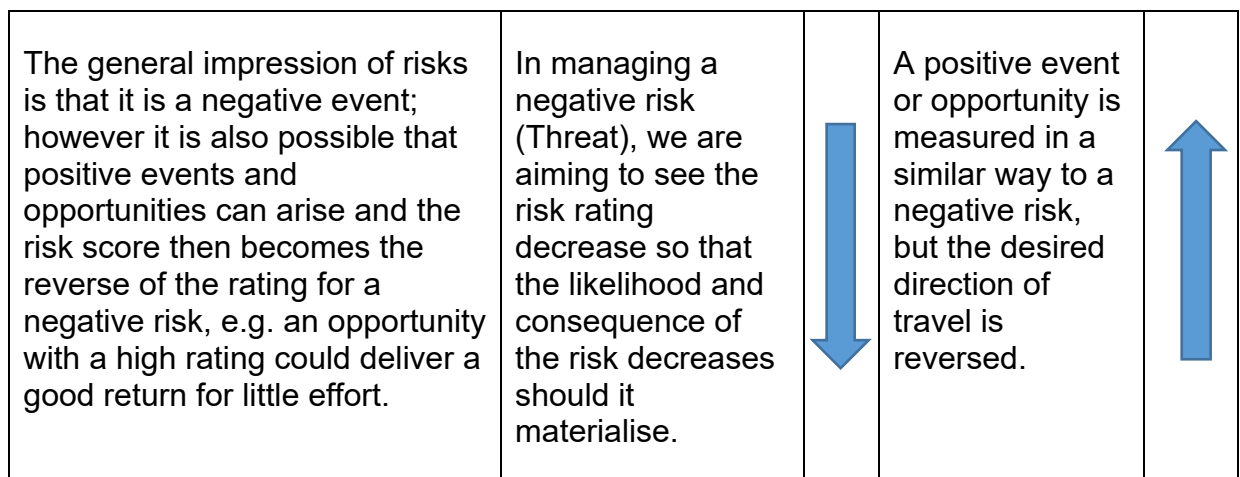 The general impression of risks
is that it is a negative event;
however it is also possible that
positive events and
opportunities can arise and the
risk score then becomes the
reverse of the rating for a
negative risk, e.g. an opportunity
with a high rating could deliver a
good return for little effort.
In managing a
negative risk
(Threat), we are
aiming to see the
risk rating
decrease so that
the likelihood and
consequence of
the risk decreases
should it
materialise.
A positive event
or opportunity is
measured in a
similar way to a
negative risk,
but the desired
direction of
travel is
reversed.